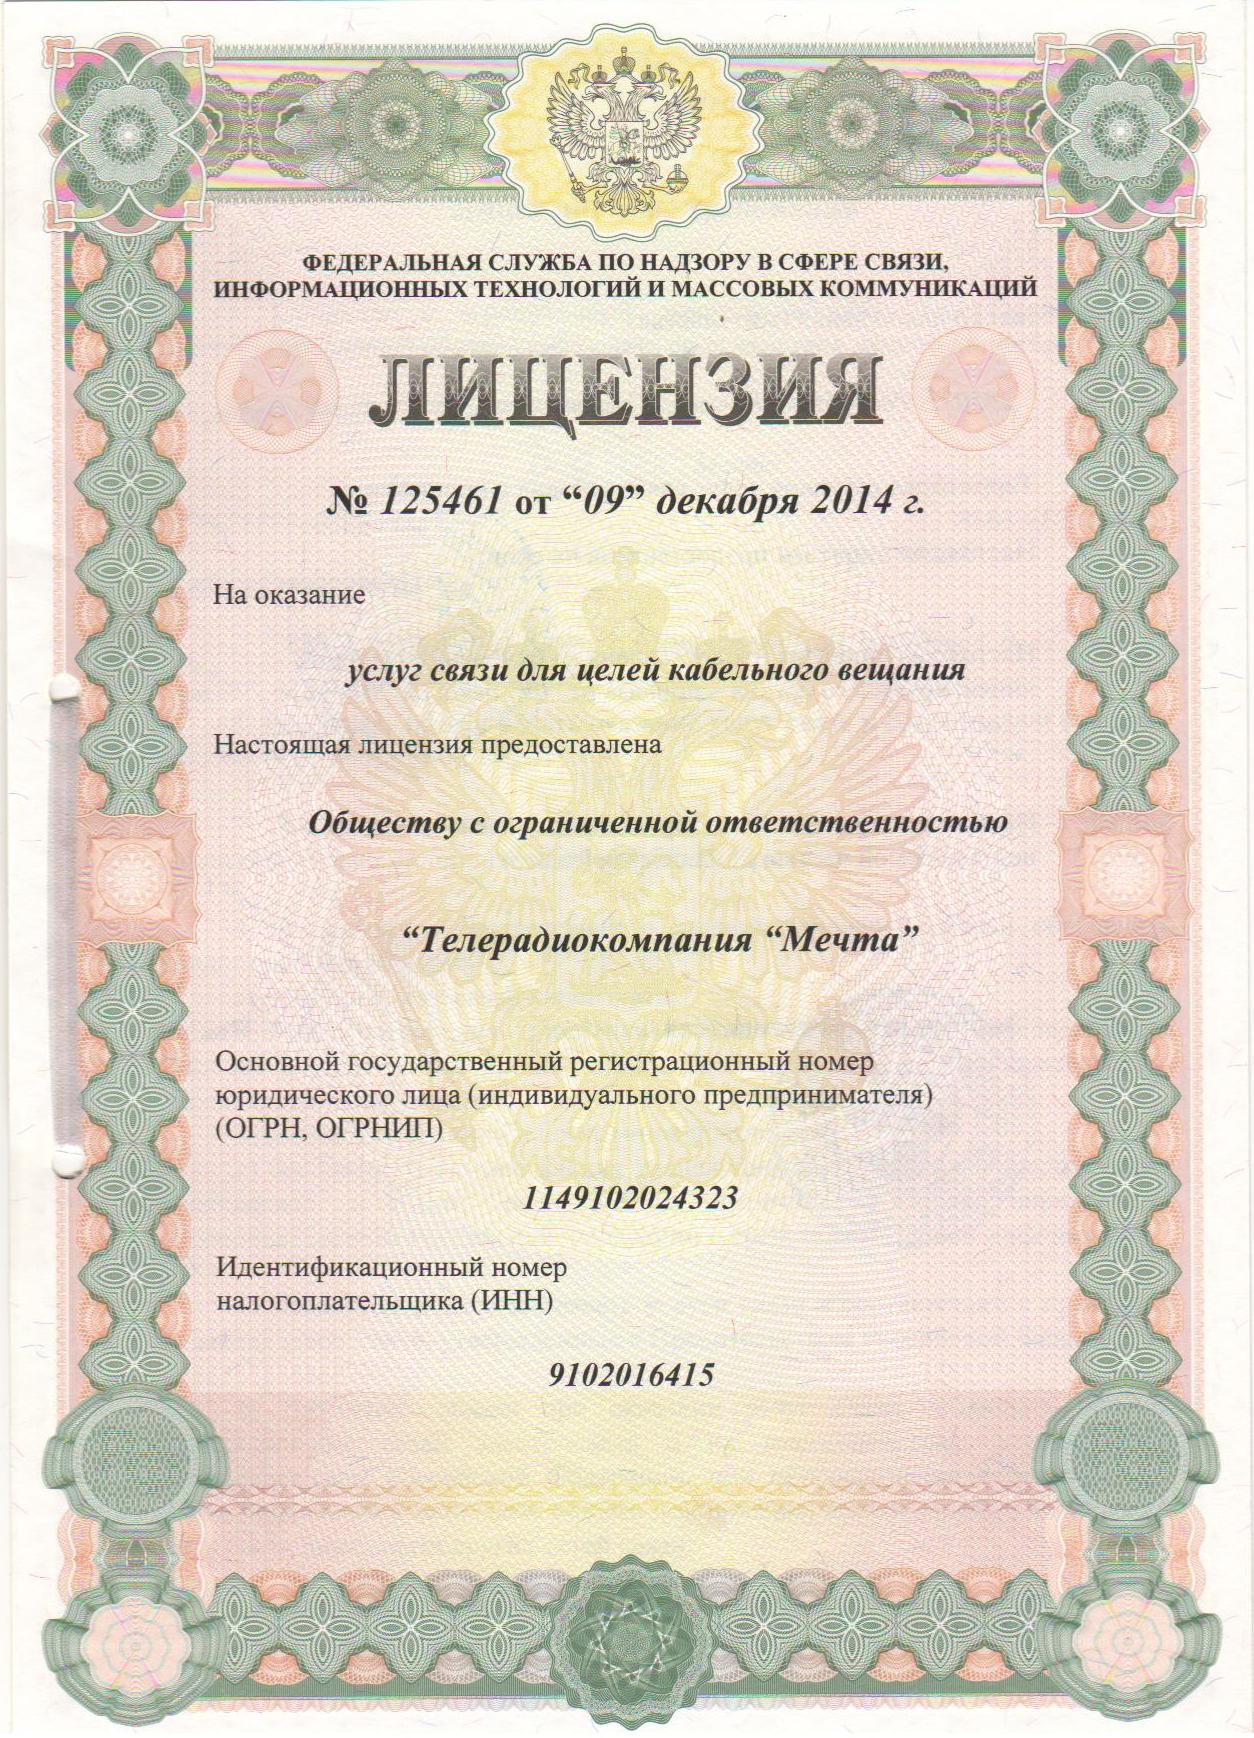 ФЕДЕРАЛЬНАЯ СЛУЖБА ПО НАДЗОРУ В СФЕРЕ СВЯЗИ,
ИНФОРМАЦИОННЫХ ТЕХНОЛОГИЙ И МАССОВЫХ КОММУНИКАЦИЙ
ЛИЦЕНЗИЯ
№ 125461 от “09” декабря 2014 г.
На оказание
услуг связи для целей кабельного вещания
Настоящая лицензия предоставлена
Обществу с ограниченной ответственностью
“Телерадиокомпания “Мечта”
Основной государственный регистрационный номер
юридического лица (индивидуального предпринимателя)
(ОГРН, ОГРНИП)
1149102024323
Идентификационный номер
налогоплательщика (ИНН)
9102016415